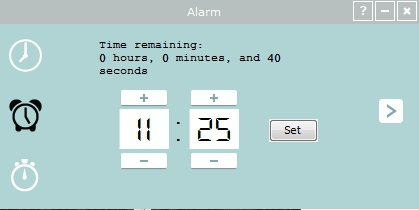 Alarm
? − ×
Time remaining:
0 hours, 0 minutes, and 40
seconds
+ +
11 : 25
Set
− −